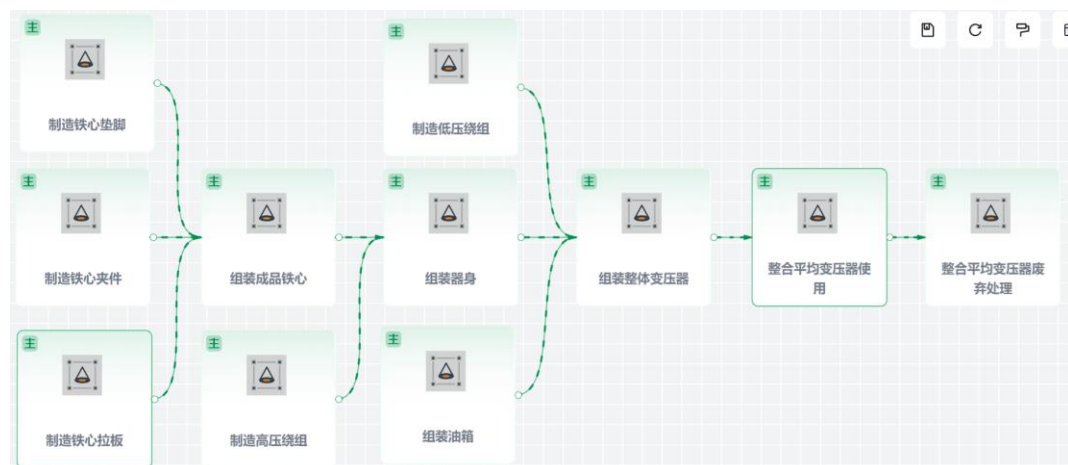 主
制造铁心垫脚
主
制造低压绕组
主
制造铁心夹件
主
组装成品铁心
主
组装器身
主
组装整体变压器
主
整合平均变压器使
用
主
整合平均变压器废
弃处理
主
制造铁心拉板
主
制造高压绕组
主
组装油箱